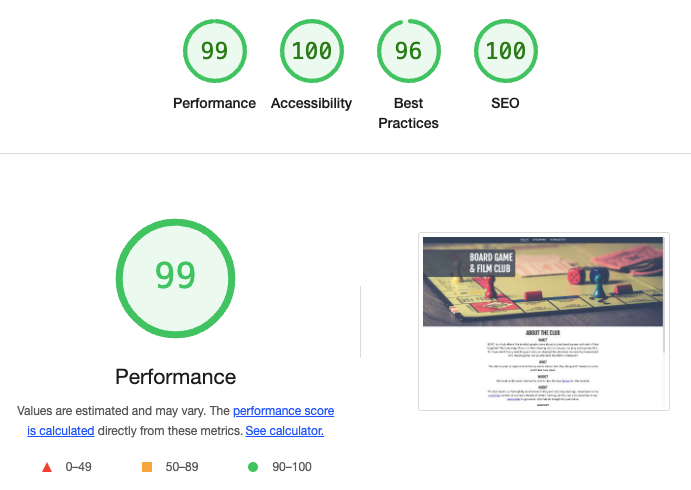 99
100
96
100
Performance
Accessibility
Best
Practices
SEO
99
Performance
Values are estimated and may vary. The performance score
is calculated directly from these metrics. See calculator.
0–49
50–89
90–100
BOARD GAME
& FILM CLUB
ABOUT THE CLUB